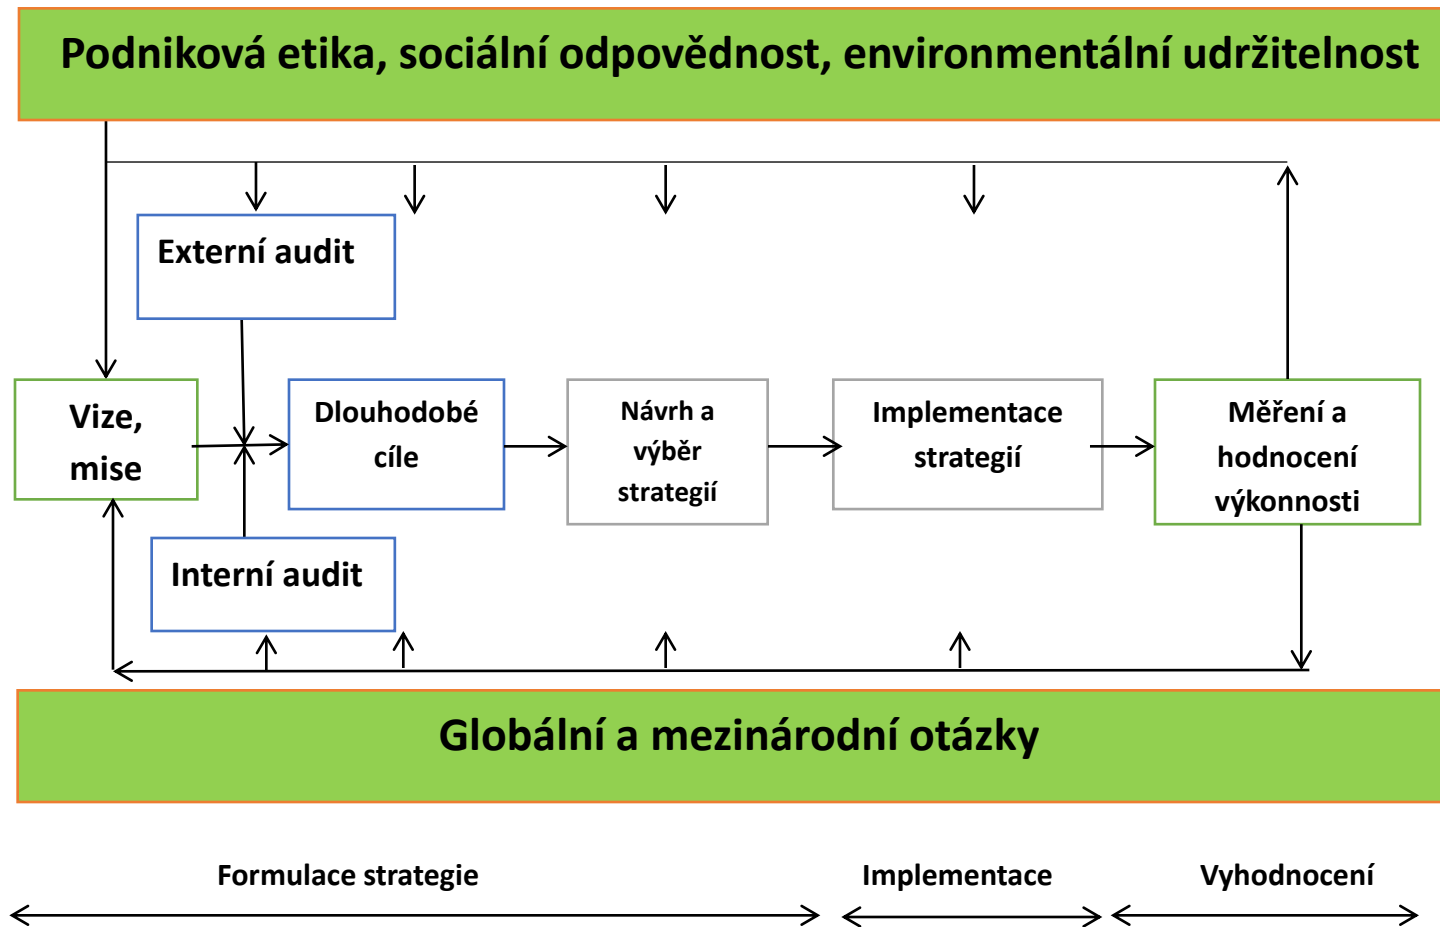 Podniková etika, sociální odpovědnost, environmentální udržitelnost
Externí audit
Vize,
mise
Dlouhodobé
cíle
Návrh a
výběr
strategií
Implementace
strategií
Měření a
hodnocení
výkonnosti
Interní audit
Globální a mezinárodní otázky
Formulace strategie
Implementace
Vyhodnocení